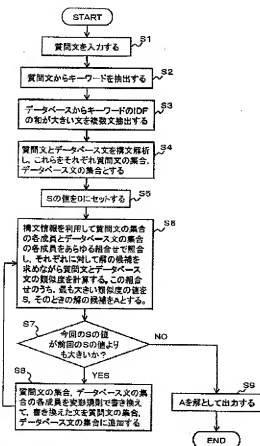 START
S1
質問文を入力する
S2
質問文からキーワードを抽出する
S3
データベースからキーワードのIDF
の和が大きい文を複数文抽出する
S4
質問文とデータベース文を構文解析
し、これらをそれぞれ質問文の集合、
データベース文の集合とする
S5
Sの値を0にセットする
S6
構文情報を利用して質問文の集合
の各成員とデータベース文の集合
の各成員をあらゆる組合せで照合
し、それぞれに対して解の候補を
求めながら質問文とデータベース
文の類似度を計算する。この組合
せのうち、最も大きい類似度の値を
S、そのときの解の候補をAとする。
S7
今回のSの値
が前回のSの値より
も大きいか?
NO
YES
S8
質問文の集合、データベース文の集
合の各成員を変形規則で書き換え
て、書き換えた文を質問文の集合、
データベース文の集合に追加する
S9
Aを解として出力する
END